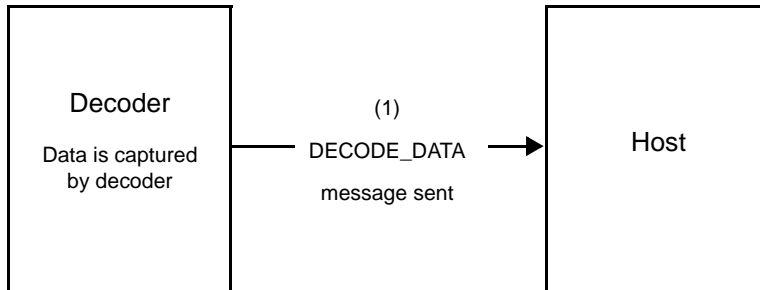 Decoder
Data is captured
by decoder
(1)
DECODE_DATA
message sent
Host